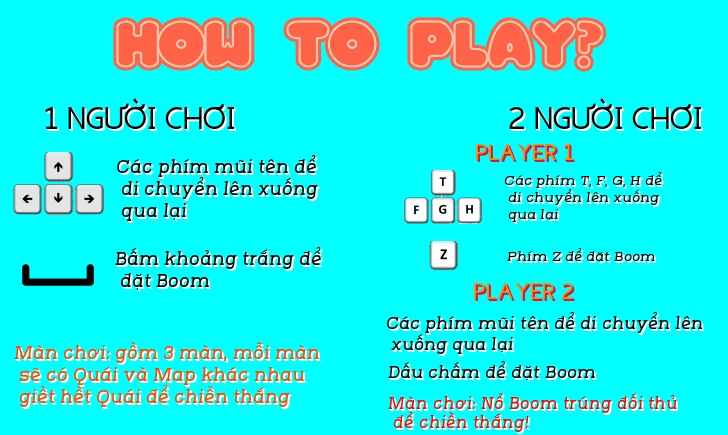 HOW TO PLAY?
1 NGƯỜI CHƠI
Các phím mũi tên để
di chuyển lên xuống
qua lại
Bấm khoảng trắng để
đặt Boom
Màn chơi: gồm 3 màn, mỗi màn
sẽ có Quái và Map khác nhau
giết hết Quái để chiến thắng
2 NGƯỜI CHƠI
PLAYER 1
T
F G H
Các phím T, F, G, H để
di chuyển lên xuống
qua lại
Z
Phím Z để đặt Boom
PLAYER 2
Các phím mũi tên để di chuyển lên
xuống qua lại
Dấu chấm để đặt Boom
Màn chơi: Nổ Boom trúng đối thủ
để chiến thắng!